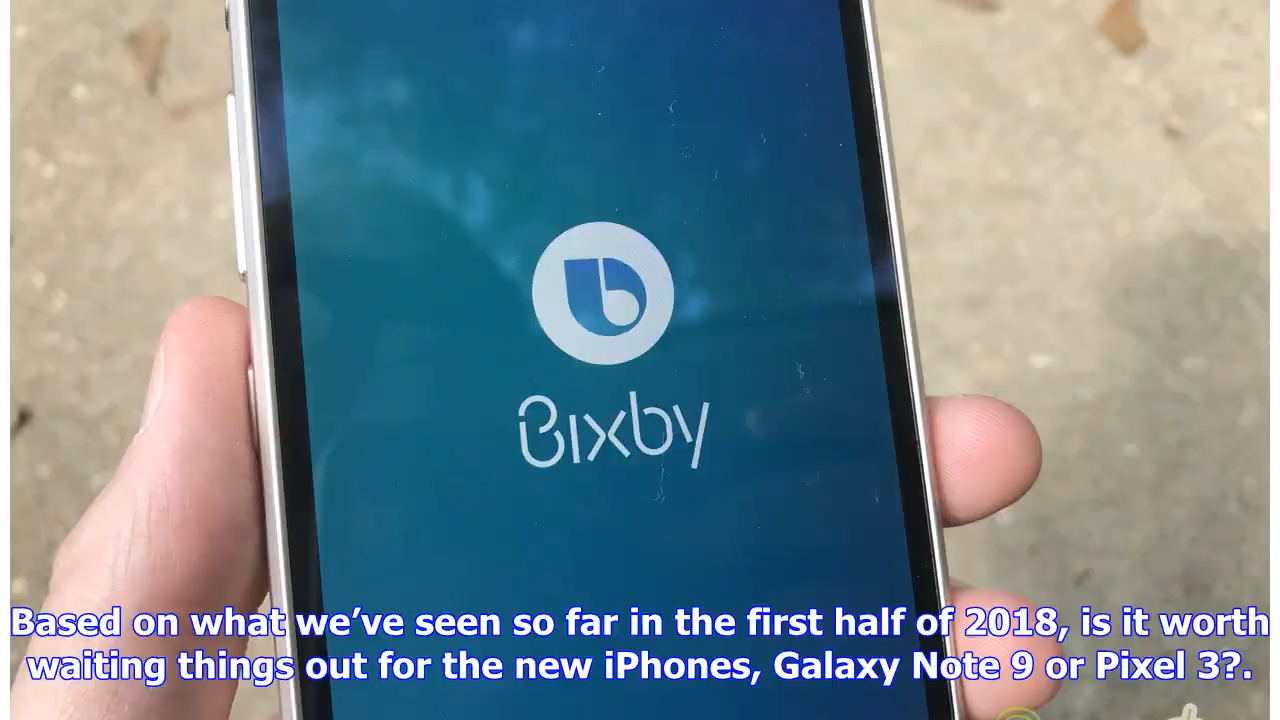 Bixby
Based on what we’ve seen so far in the first half of 2018, is it worth
waiting things out for the new iPhones, Galaxy Note 9 or Pixel 3?.